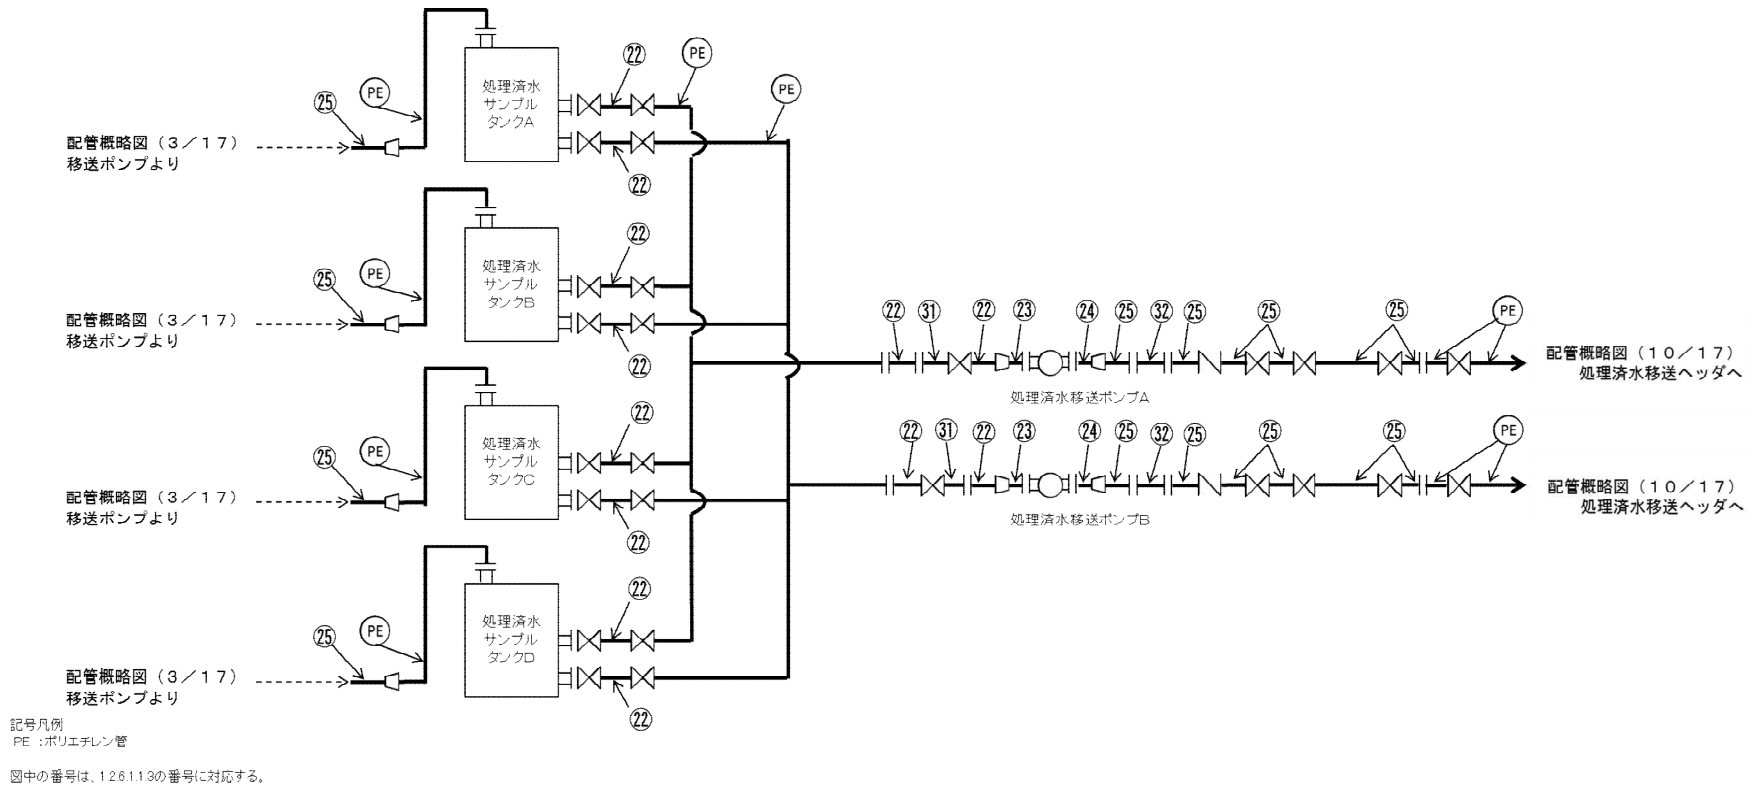 ㉒
PE
PE
処理済水
サンプル
タンクA
PE
㉕
配管概略図（３／１７）
移送ポンプより
㉒
㉒
処理済水
サンプル
タンクB
PE
㉕
配管概略図（３／１７）
移送ポンプより
㉒
㉒ ㉛ ㉒ ㉓ ㉔ ㉕ ㉜ ㉕ ㉕ ㉕ PE
配管概略図（１０／１７）
処理済水移送ヘッダへ
処理済水移送ポンプA
㉒
処理済水
サンプル
タンクC
PE
㉕
配管概略図（３／１７）
移送ポンプより
㉒
㉒ ㉛ ㉒ ㉓ ㉔ ㉕ ㉜ ㉕ ㉕ ㉕ PE
配管概略図（１０／１７）
処理済水移送ヘッダへ
処理済水移送ポンプB
㉒
処理済水
サンプル
タンクD
PE
㉕
配管概略図（３／１７）
移送ポンプより
㉒
記号凡例
PE ：ポリエチレン管
図中の番号は、1.2.6.1.1.3の番号に対応する。